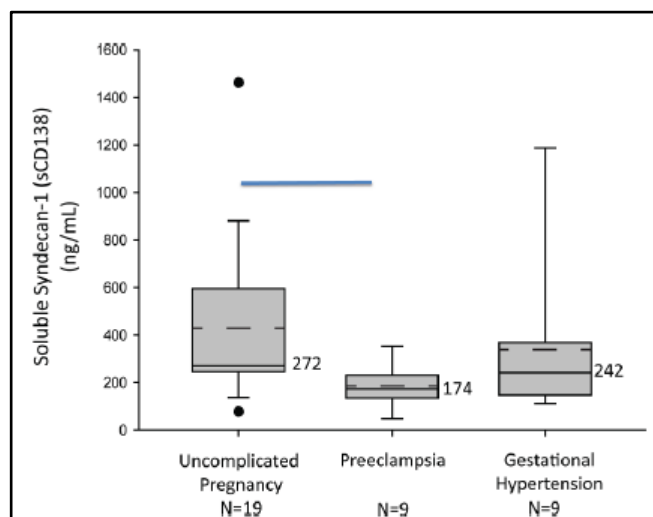 Soluble Syndecan-1 (sCD138)
(ng/mL)
1600
1400
1200
1000
800
600
400
200
0
272
174
242
Uncomplicated
Pregnancy
N=19
Preeclampsia
N=9
Gestational
Hypertension
N=9